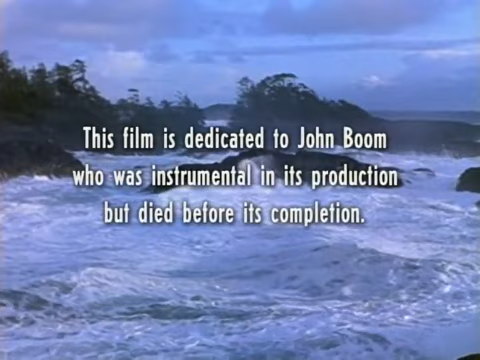 This film is dedicated to John Boom
who was instrumental in its production
but died before its completion.